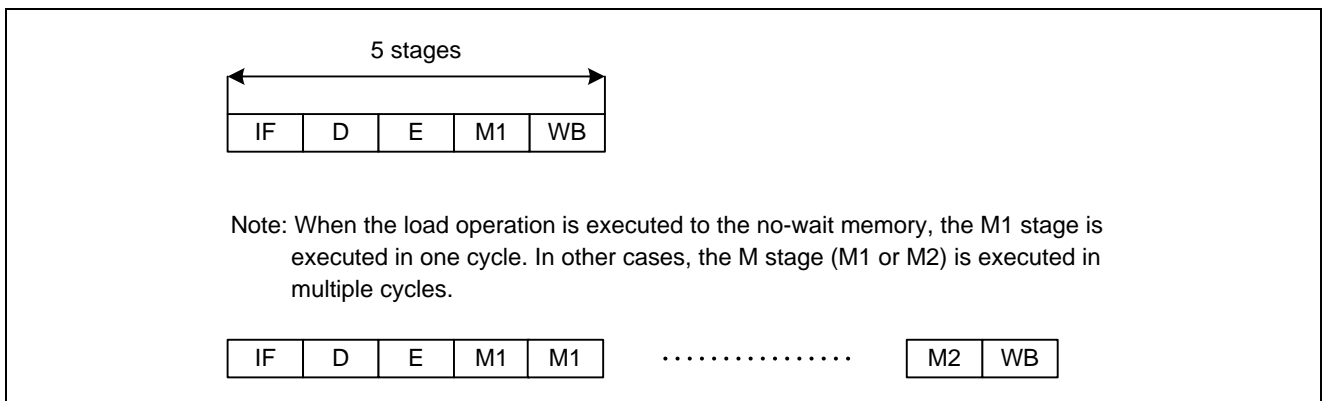 5 stages
IF D E M1 WB
Note: When the load operation is executed to the no-wait memory, the M1 stage is
executed in one cycle. In other cases, the M stage (M1 or M2) is executed in
multiple cycles.
IF D E M1 M1 ................ M2 WB